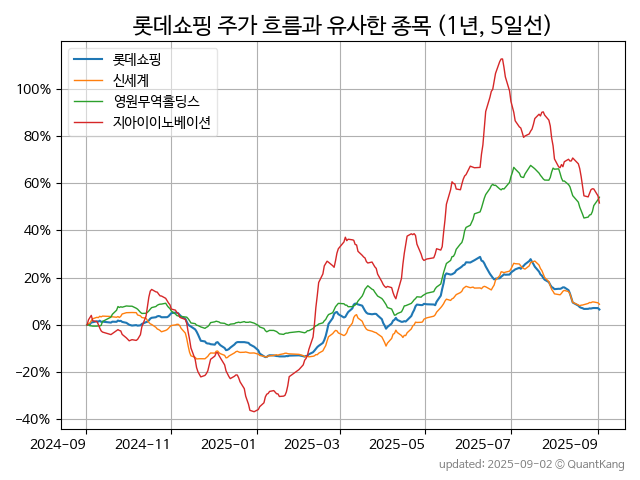 롯데쇼핑 주가 흐름과 유사한 종목 (1년, 5일선)
롯데쇼핑
신세계
영원무역홀딩스
지아이이노베이션
100%
80%
60%
40%
20%
0%
−20%
−40%
2024-09 2024-11 2025-01 2025-03 2025-05 2025-07 2025-09
updated: 2025-09-02 © QuantKang